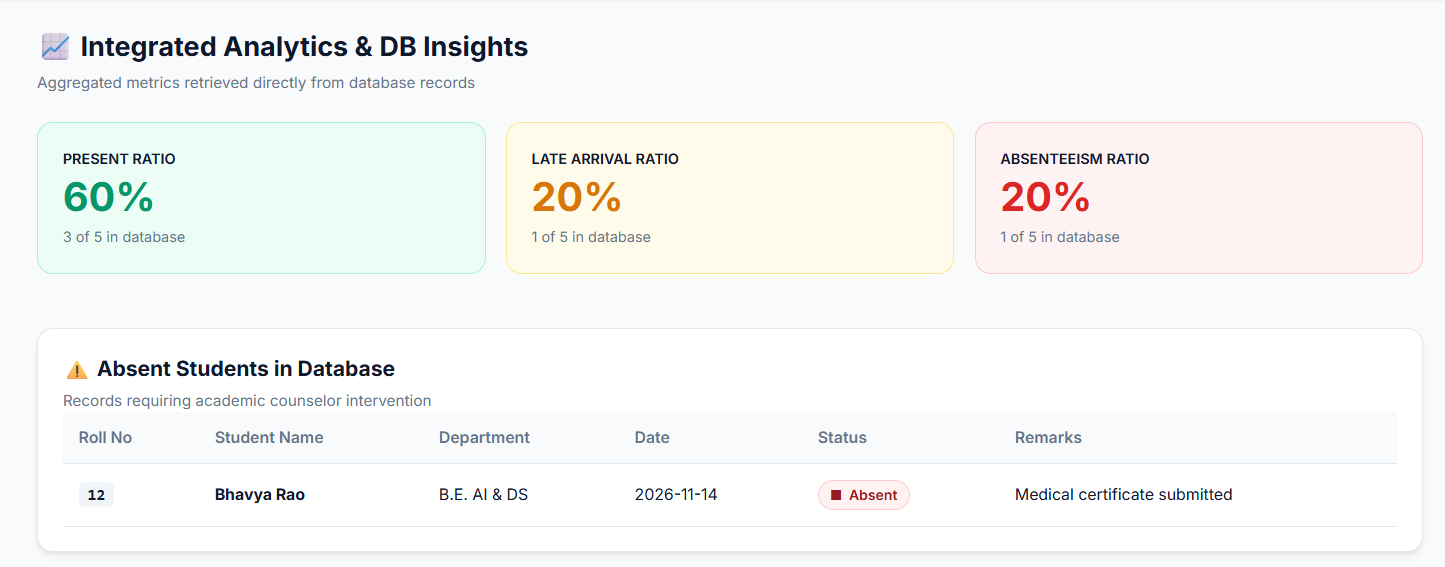 Integrated Analytics & DB Insights
Aggregated metrics retrieved directly from database records
PRESENT RATIO
60%
3 of 5 in database
LATE ARRIVAL RATIO
20%
1 of 5 in database
ABSENTEEISM RATIO
20%
1 of 5 in database
Absent Students in Database
Records requiring academic counselor intervention
Roll No Student Name Department Date Status Remarks
12 Bhavya Rao B.E. AI & DS 2026-11-14 Absent Medical certificate submitted